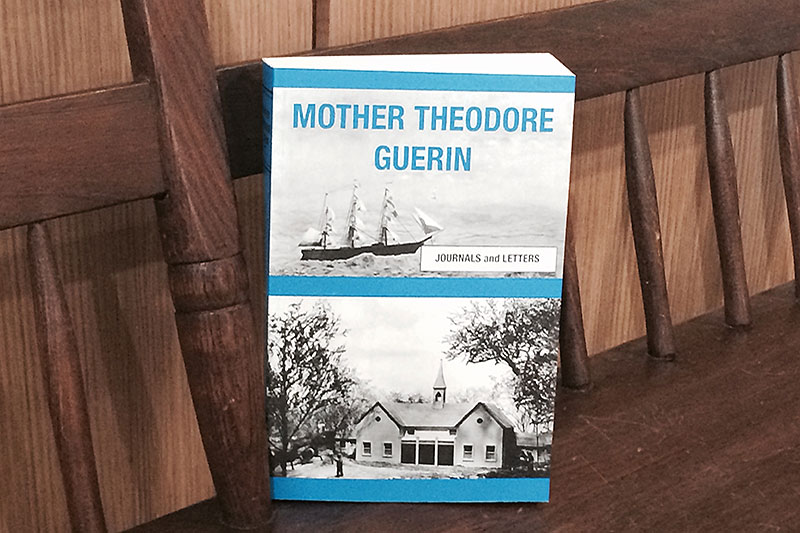 MOTHER THEODORE
GUERIN
JOURNALS and LETTERS